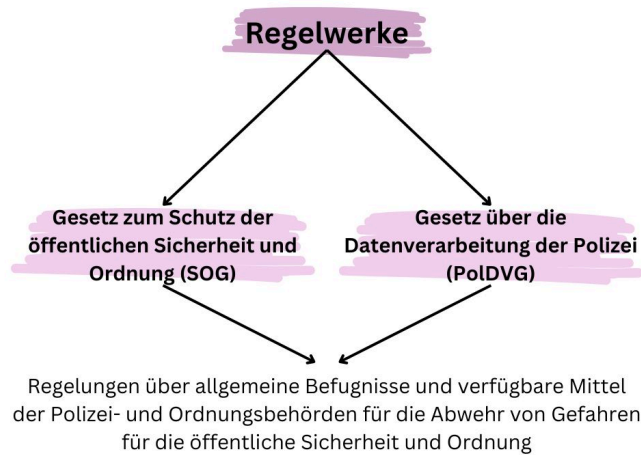 Regelwerke
Gesetz zum Schutz der
öffentlichen Sicherheit und
Ordnung (SOG)
Gesetz über die
Datenverarbeitung der Polizei
(PolDVG)
Regelungen über allgemeine Befugnisse und verfügbare Mittel
der Polizei- und Ordnungsbehörden für die Abwehr von Gefahren
für die öffentliche Sicherheit und Ordnung